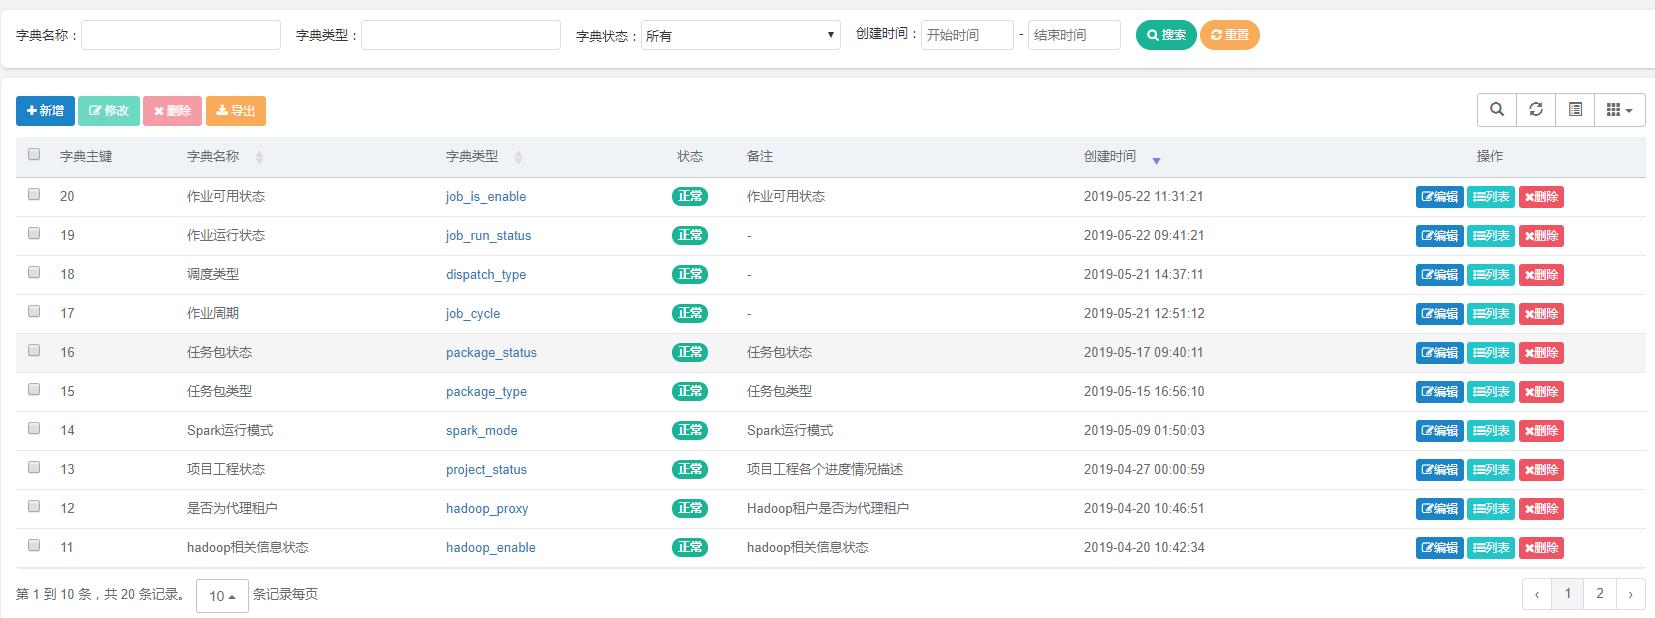 字典名称： 字典类型： 字典状态：所有 创建时间：开始时间 - 结束时间 搜索 重置
新增 修改 删除 导出
字典主键 字典名称 字典类型 状态 备注 创建时间 操作
20 作业可用状态 job_is_enable 正常 作业可用状态 2019-05-22 11:31:21 编辑 列表 删除
19 作业运行状态 job_run_status 正常 - 2019-05-22 09:41:21 编辑 列表 删除
18 调度类型 dispatch_type 正常 - 2019-05-21 14:37:11 编辑 列表 删除
17 作业周期 job_cycle 正常 - 2019-05-21 12:51:12 编辑 列表 删除
16 任务包状态 package_status 正常 任务包状态 2019-05-17 09:40:11 编辑 列表 删除
15 任务包类型 package_type 正常 任务包类型 2019-05-15 16:56:10 编辑 列表 删除
14 Spark运行模式 spark_mode 正常 Spark运行模式 2019-05-09 01:50:03 编辑 列表 删除
13 项目工程状态 project_status 正常 项目工程各个进度情况描述 2019-04-27 00:00:59 编辑 列表 删除
12 是否为代理租户 hadoop_proxy 正常 Hadoop租户是否为代理租户 2019-04-20 10:46:51 编辑 列表 删除
11 hadoop相关信息状态 hadoop_enable 正常 hadoop相关信息状态 2019-04-20 10:42:34 编辑 列表 删除
第 1 到 10 条，共 20 条记录。 10 条记录每页 ‹ 1 2 ›